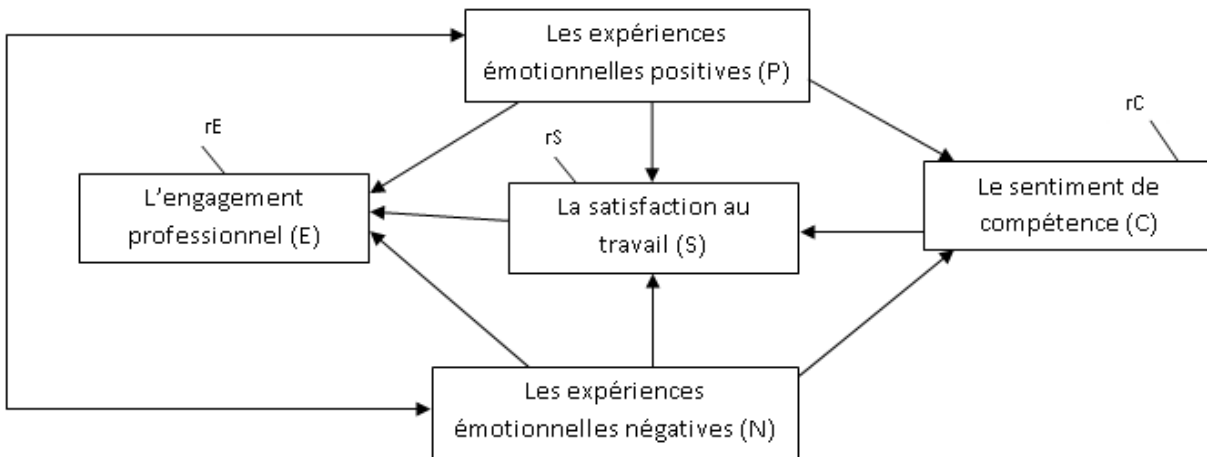 Les expériences
émotionnelles positives (P)
rE
rS
rC
L'engagement
professionnel (E)
La satisfaction au
travail (S)
Le sentiment de
compétence (C)
Les expériences
émotionnelles négatives (N)